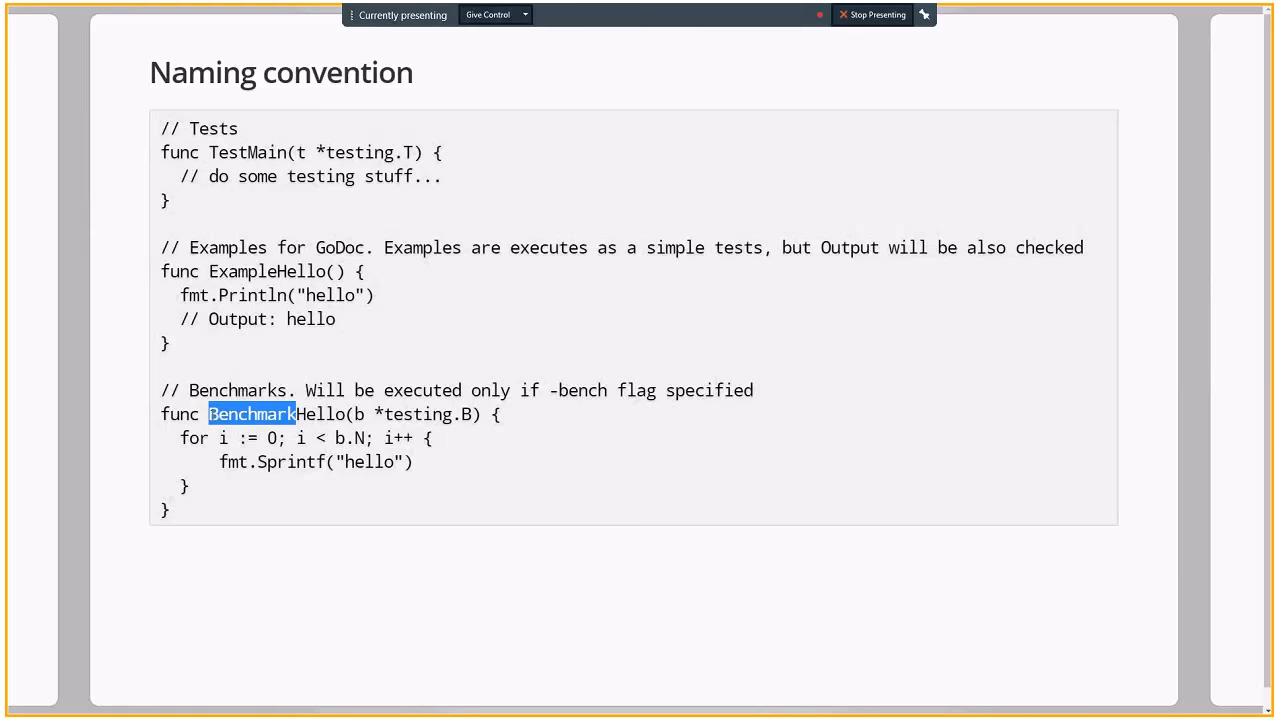 Currently presenting
Give Control
Stop Presenting
Naming convention
// Tests
func TestMain(t *testing.T) {
// do some testing stuff...
}
// Examples for GoDoc. Examples are executes as a simple tests, but Output will be also checked
func ExampleHello() {
fmt.Println("hello")
// Output: hello
}
// Benchmarks. Will be executed only if -bench flag specified
func BenchmarkHello(b *testing.B) {
for i := 0; i < b.N; i++ {
fmt.Sprintf("hello")
}
}